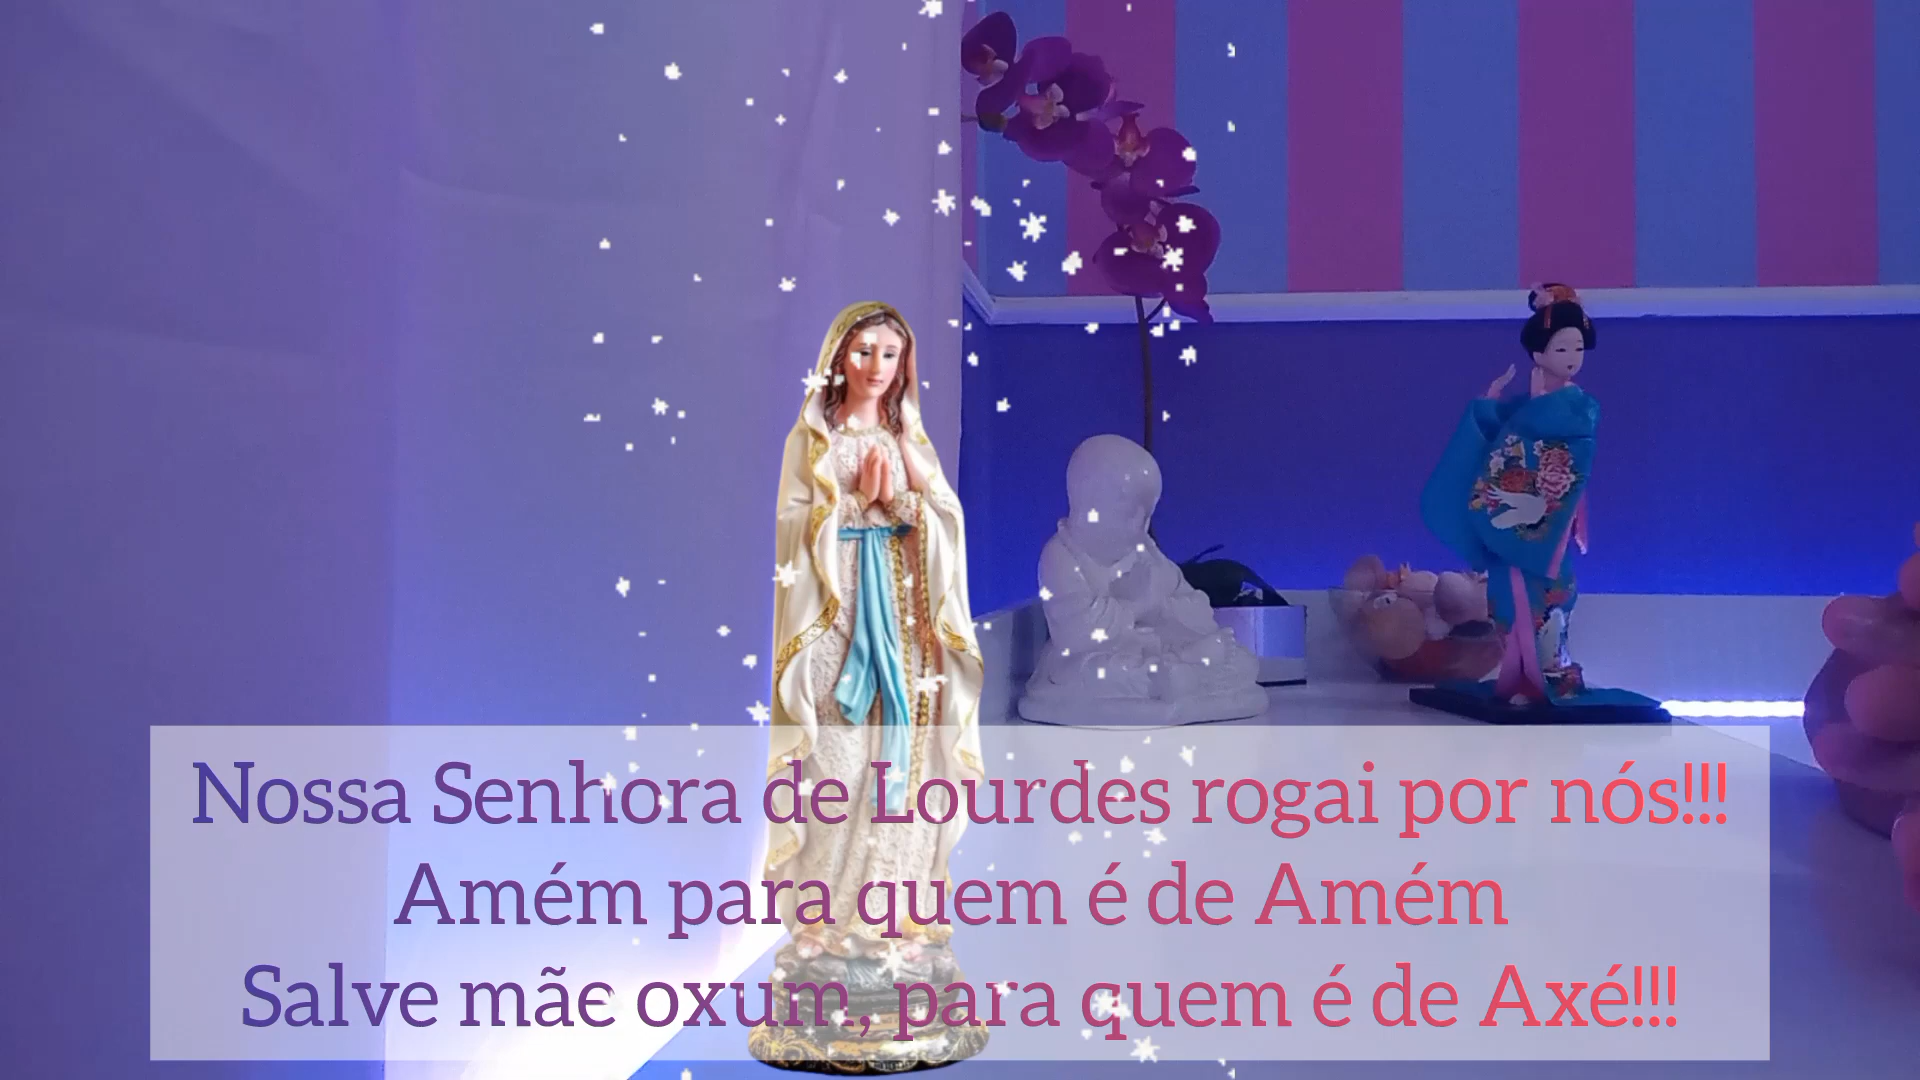 Nossa Senhora de Lourdes rogai por nós!!!
Amém para quem é de Amém
Salve mãe oxum, para quem é de Axé!!!